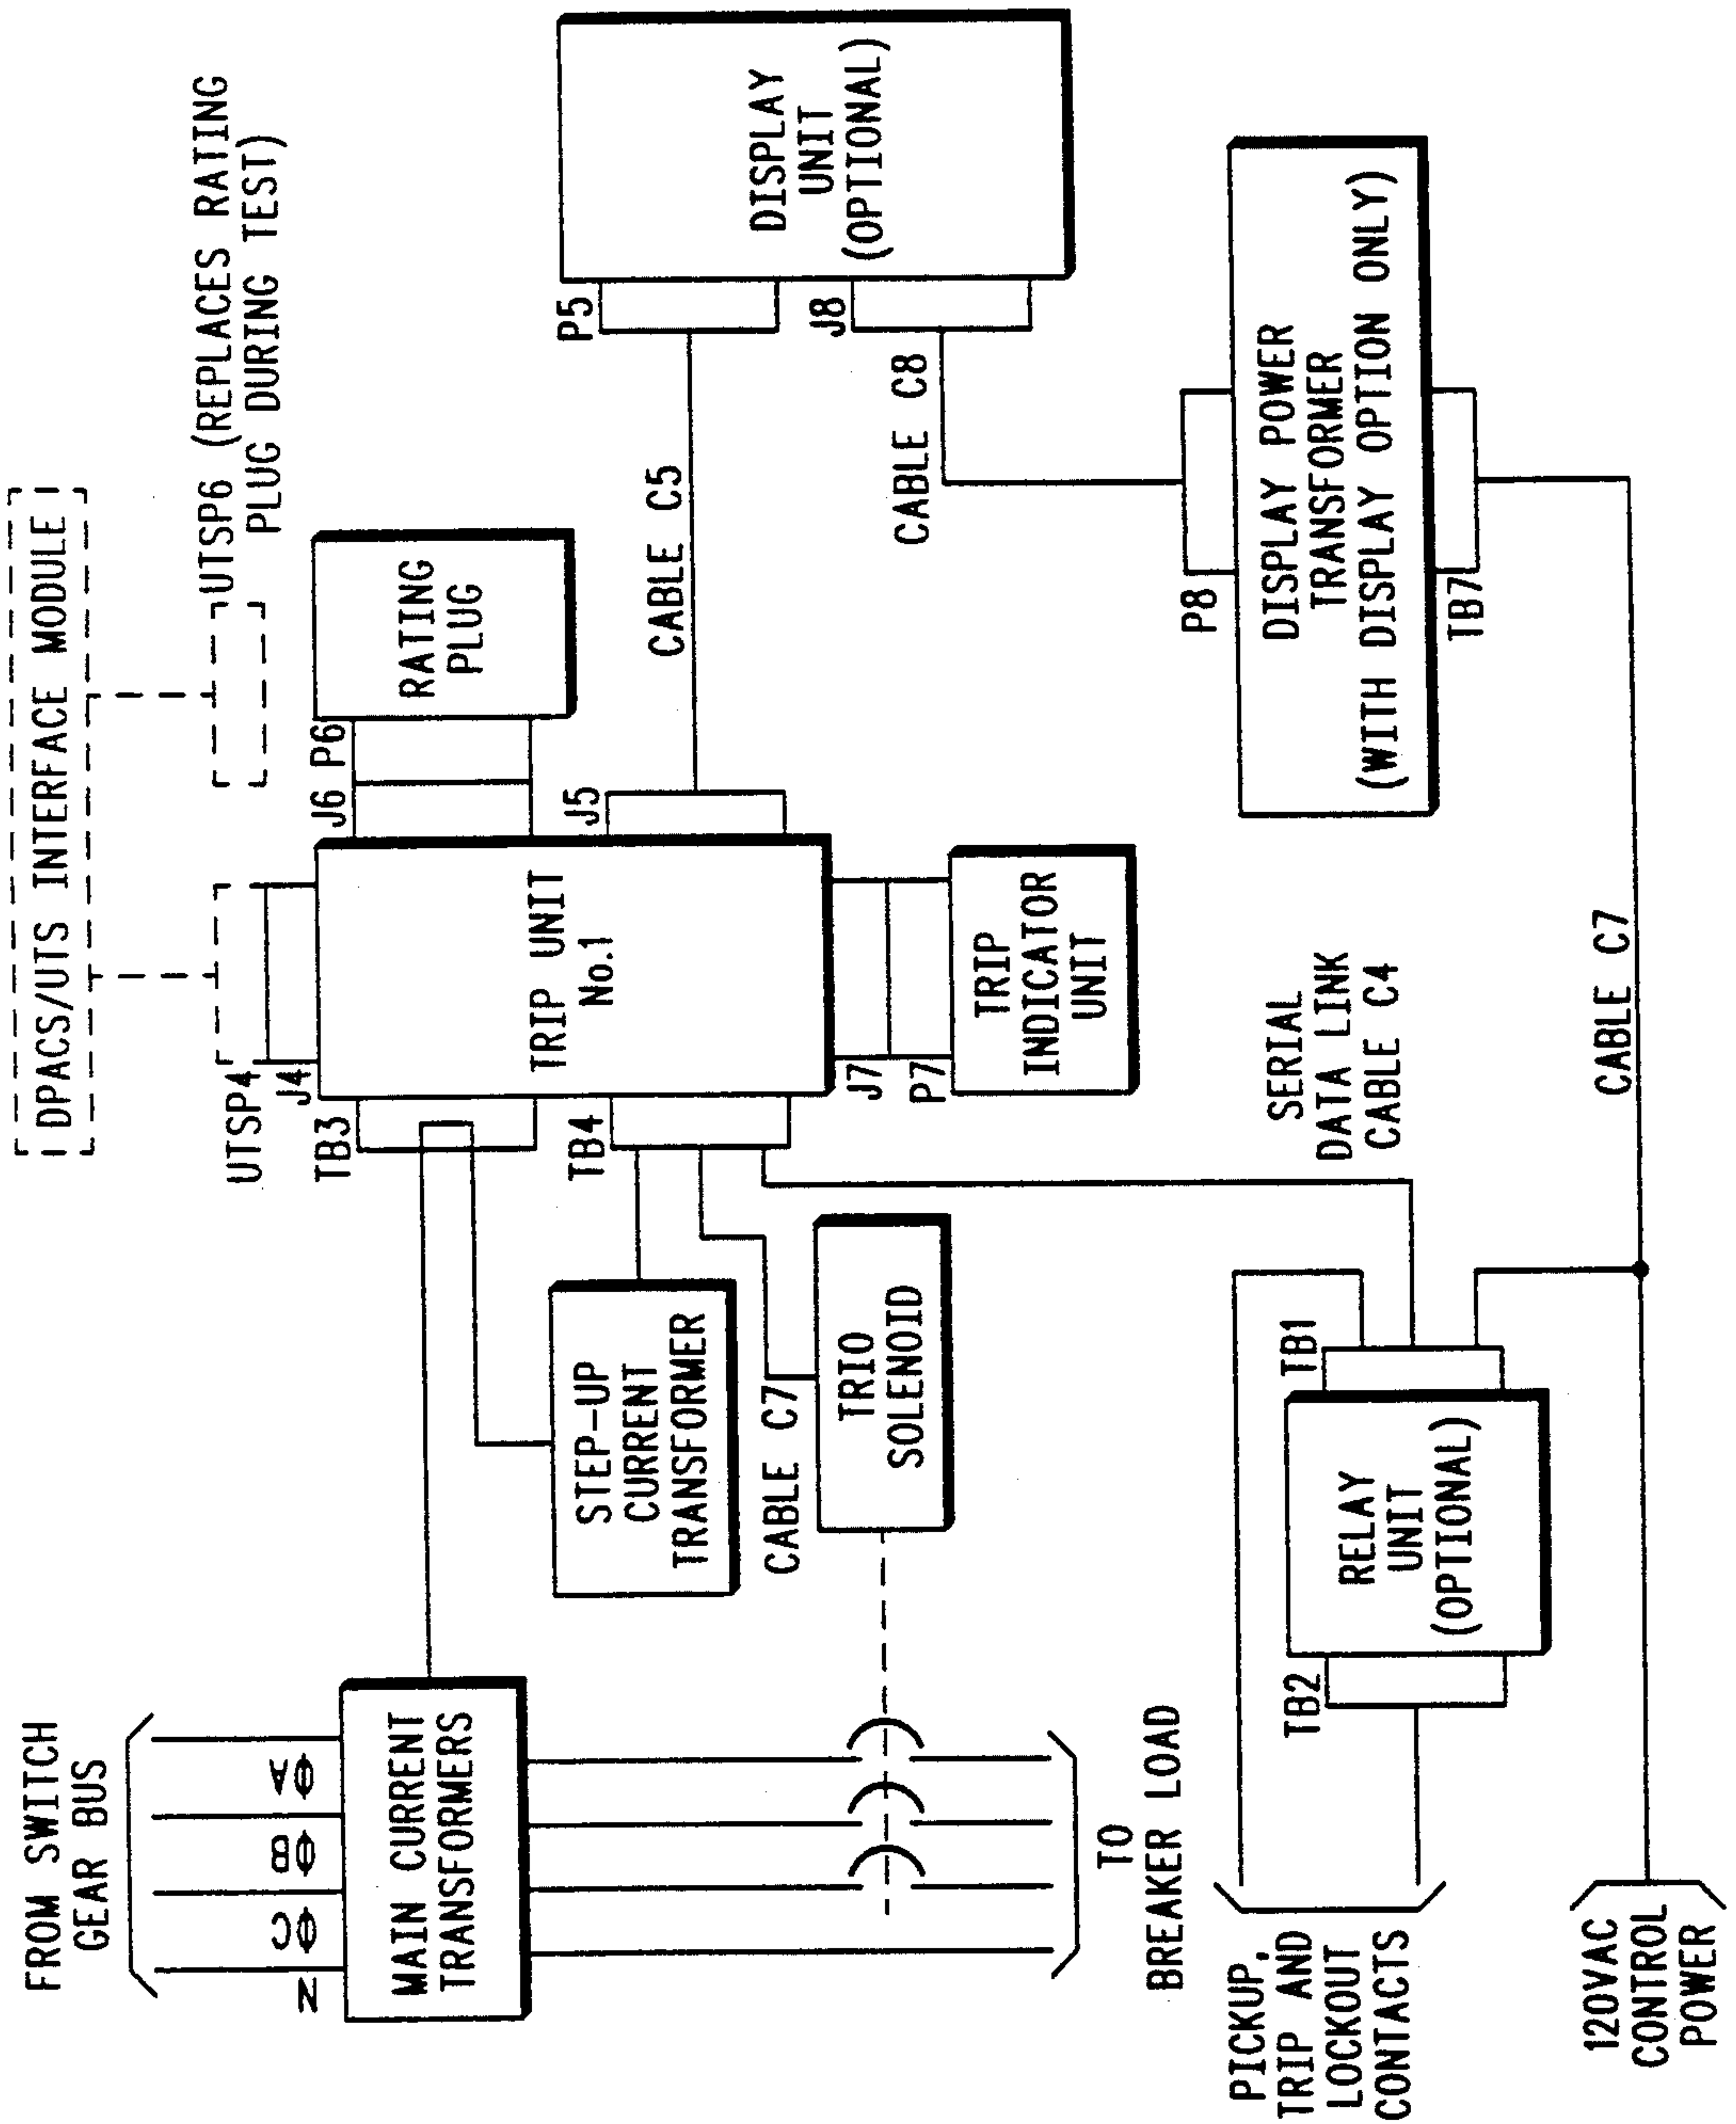 DPACS/UTS INTERFACE MODULE
UTSP6 (REPLACES RATING
PLUG DURING TEST)
FROM SWITCH
GEAR BUS
N
ØC
ØB
ØA
MAIN CURRENT
TRANSFORMERS
UTSP4
J4
TB3
TRIP UNIT
No.1
J6
P6
RATING
PLUG
TB4
J5
CABLE C5
P5
DISPLAY
UNIT
(OPTIONAL)
J8
STEP-UP
CURRENT
TRANSFORMER
CABLE C7
TRIO
SOLENOID
J7
P7
TRIP
INDICATOR
UNIT
CABLE C8
TO
BREAKER LOAD
P8
DISPLAY POWER
TRANSFORMER
(WITH DISPLAY OPTION ONLY)
TB7
SERIAL
DATA LINK
CABLE C4
PICKUP,
TRIP AND
LOCKOUT
CONTACTS
TB2
RELAY
UNIT
(OPTIONAL)
TB1
CABLE C7
120VAC
CONTROL
POWER